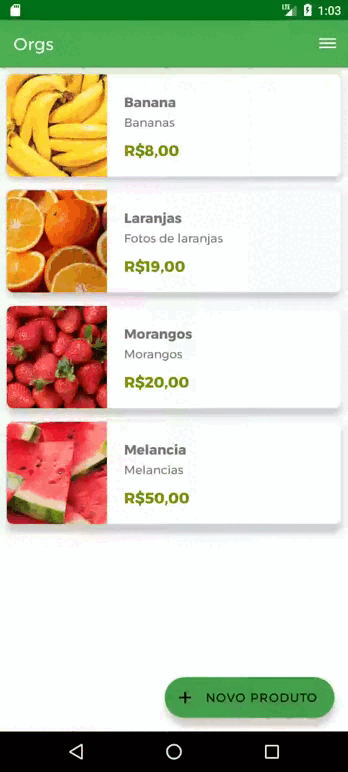 LTE 1:03
Orgs
Banana
Bananas
R$8,00
Laranjas
Fotos de laranjas
R$19,00
Morangos
Morangos
R$20,00
Melancia
Melancias
R$50,00
+ NOVO PRODUTO